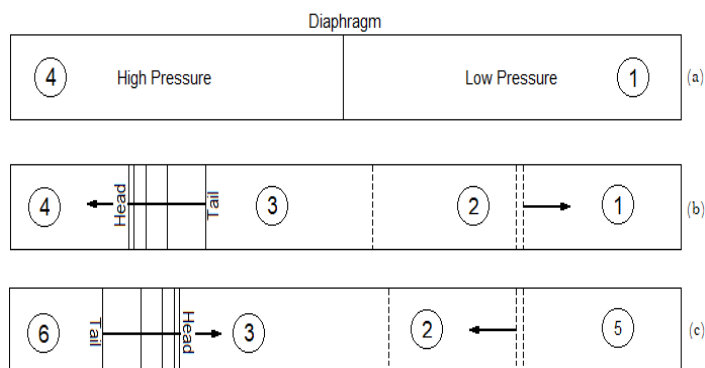 Diaphragm
4 High Pressure Low Pressure 1 (a)
4 Head Tail 3 2 1 (b)
6 Tail Head 3 2 5 (c)